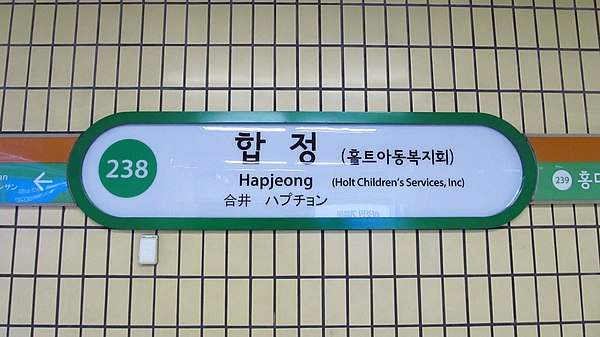 238
합 정 (홀트아동복지회)
Hapjeong (Holt Children's Services, Inc)
合井 ハプチョン
239